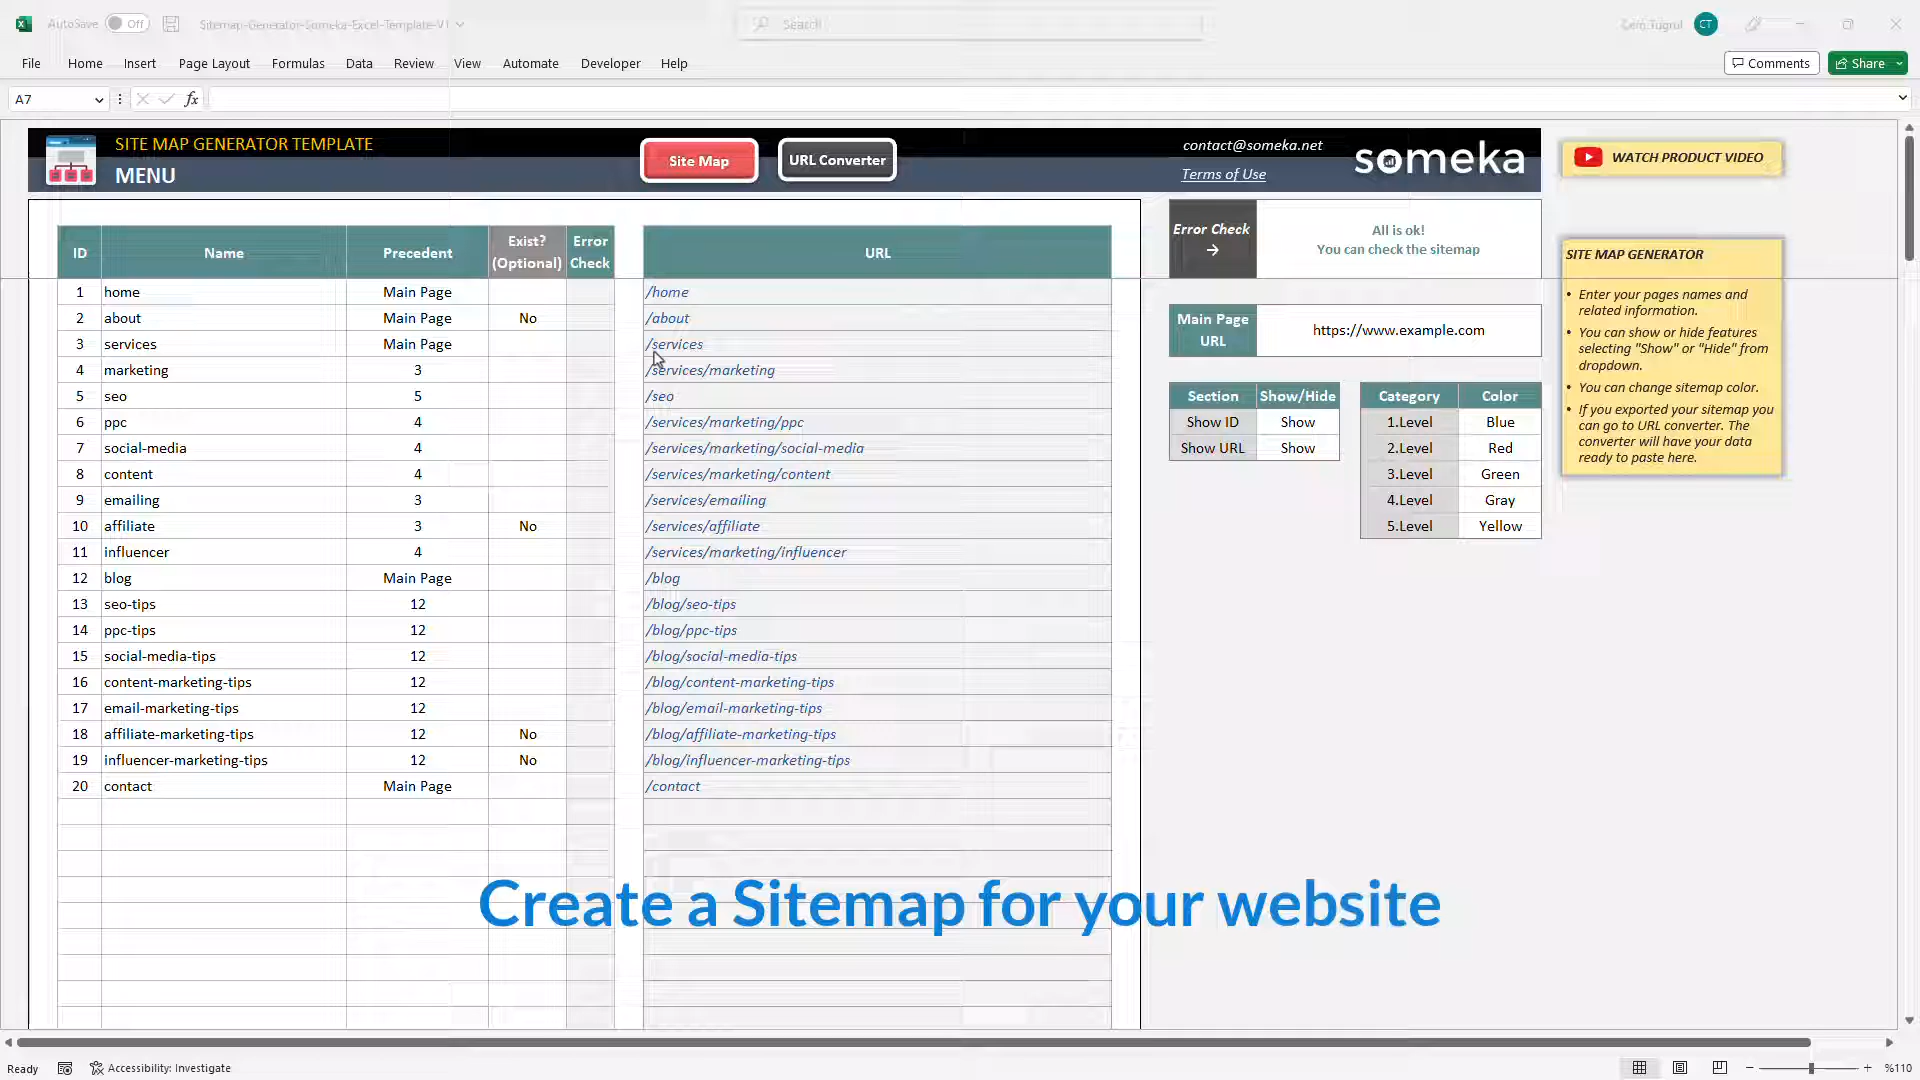 AutoSave Off Sitemap-Generator-Someka-Excel-Template-V1 Search Cem Tugrul CT
File Home Insert Page Layout Formulas Data Review View Automate Developer Help Comments Share
A7 fx
SITE MAP GENERATOR TEMPLATE
MENU
Site Map
URL Converter
contact@someka.net
Terms of Use
someka
WATCH PRODUCT VIDEO
ID Name Precedent Exist? (Optional) Error Check URL
1 home Main Page /home
2 about Main Page No /about
3 services Main Page /services
4 marketing 3 /services/marketing
5 seo 5 /seo
6 ppc 4 /services/marketing/ppc
7 social-media 4 /services/marketing/social-media
8 content 4 /services/marketing/content
9 emailing 3 /services/emailing
10 affiliate 3 No /services/affiliate
11 influencer 4 /services/marketing/influencer
12 blog Main Page /blog
13 seo-tips 12 /blog/seo-tips
14 ppc-tips 12 /blog/ppc-tips
15 social-media-tips 12 /blog/social-media-tips
16 content-marketing-tips 12 /blog/content-marketing-tips
17 email-marketing-tips 12 /blog/email-marketing-tips
18 affiliate-marketing-tips 12 No /blog/affiliate-marketing-tips
19 influencer-marketing-tips 12 No /blog/influencer-marketing-tips
20 contact Main Page /contact
Error Check →
All is ok!
You can check the sitemap
Main Page URL
https://www.example.com
Section Show/Hide
Show ID Show
Show URL Show
Category Color
1.Level Blue
2.Level Red
3.Level Green
4.Level Gray
5.Level Yellow
SITE MAP GENERATOR
• Enter your pages names and
related information.
• You can show or hide features
selecting "Show" or "Hide" from
dropdown.
• You can change sitemap color.
• If you exported your sitemap you
can go to URL converter. The
converter will have your data
ready to paste here.
Create a Sitemap for your website
Ready Accessibility: Investigate %110